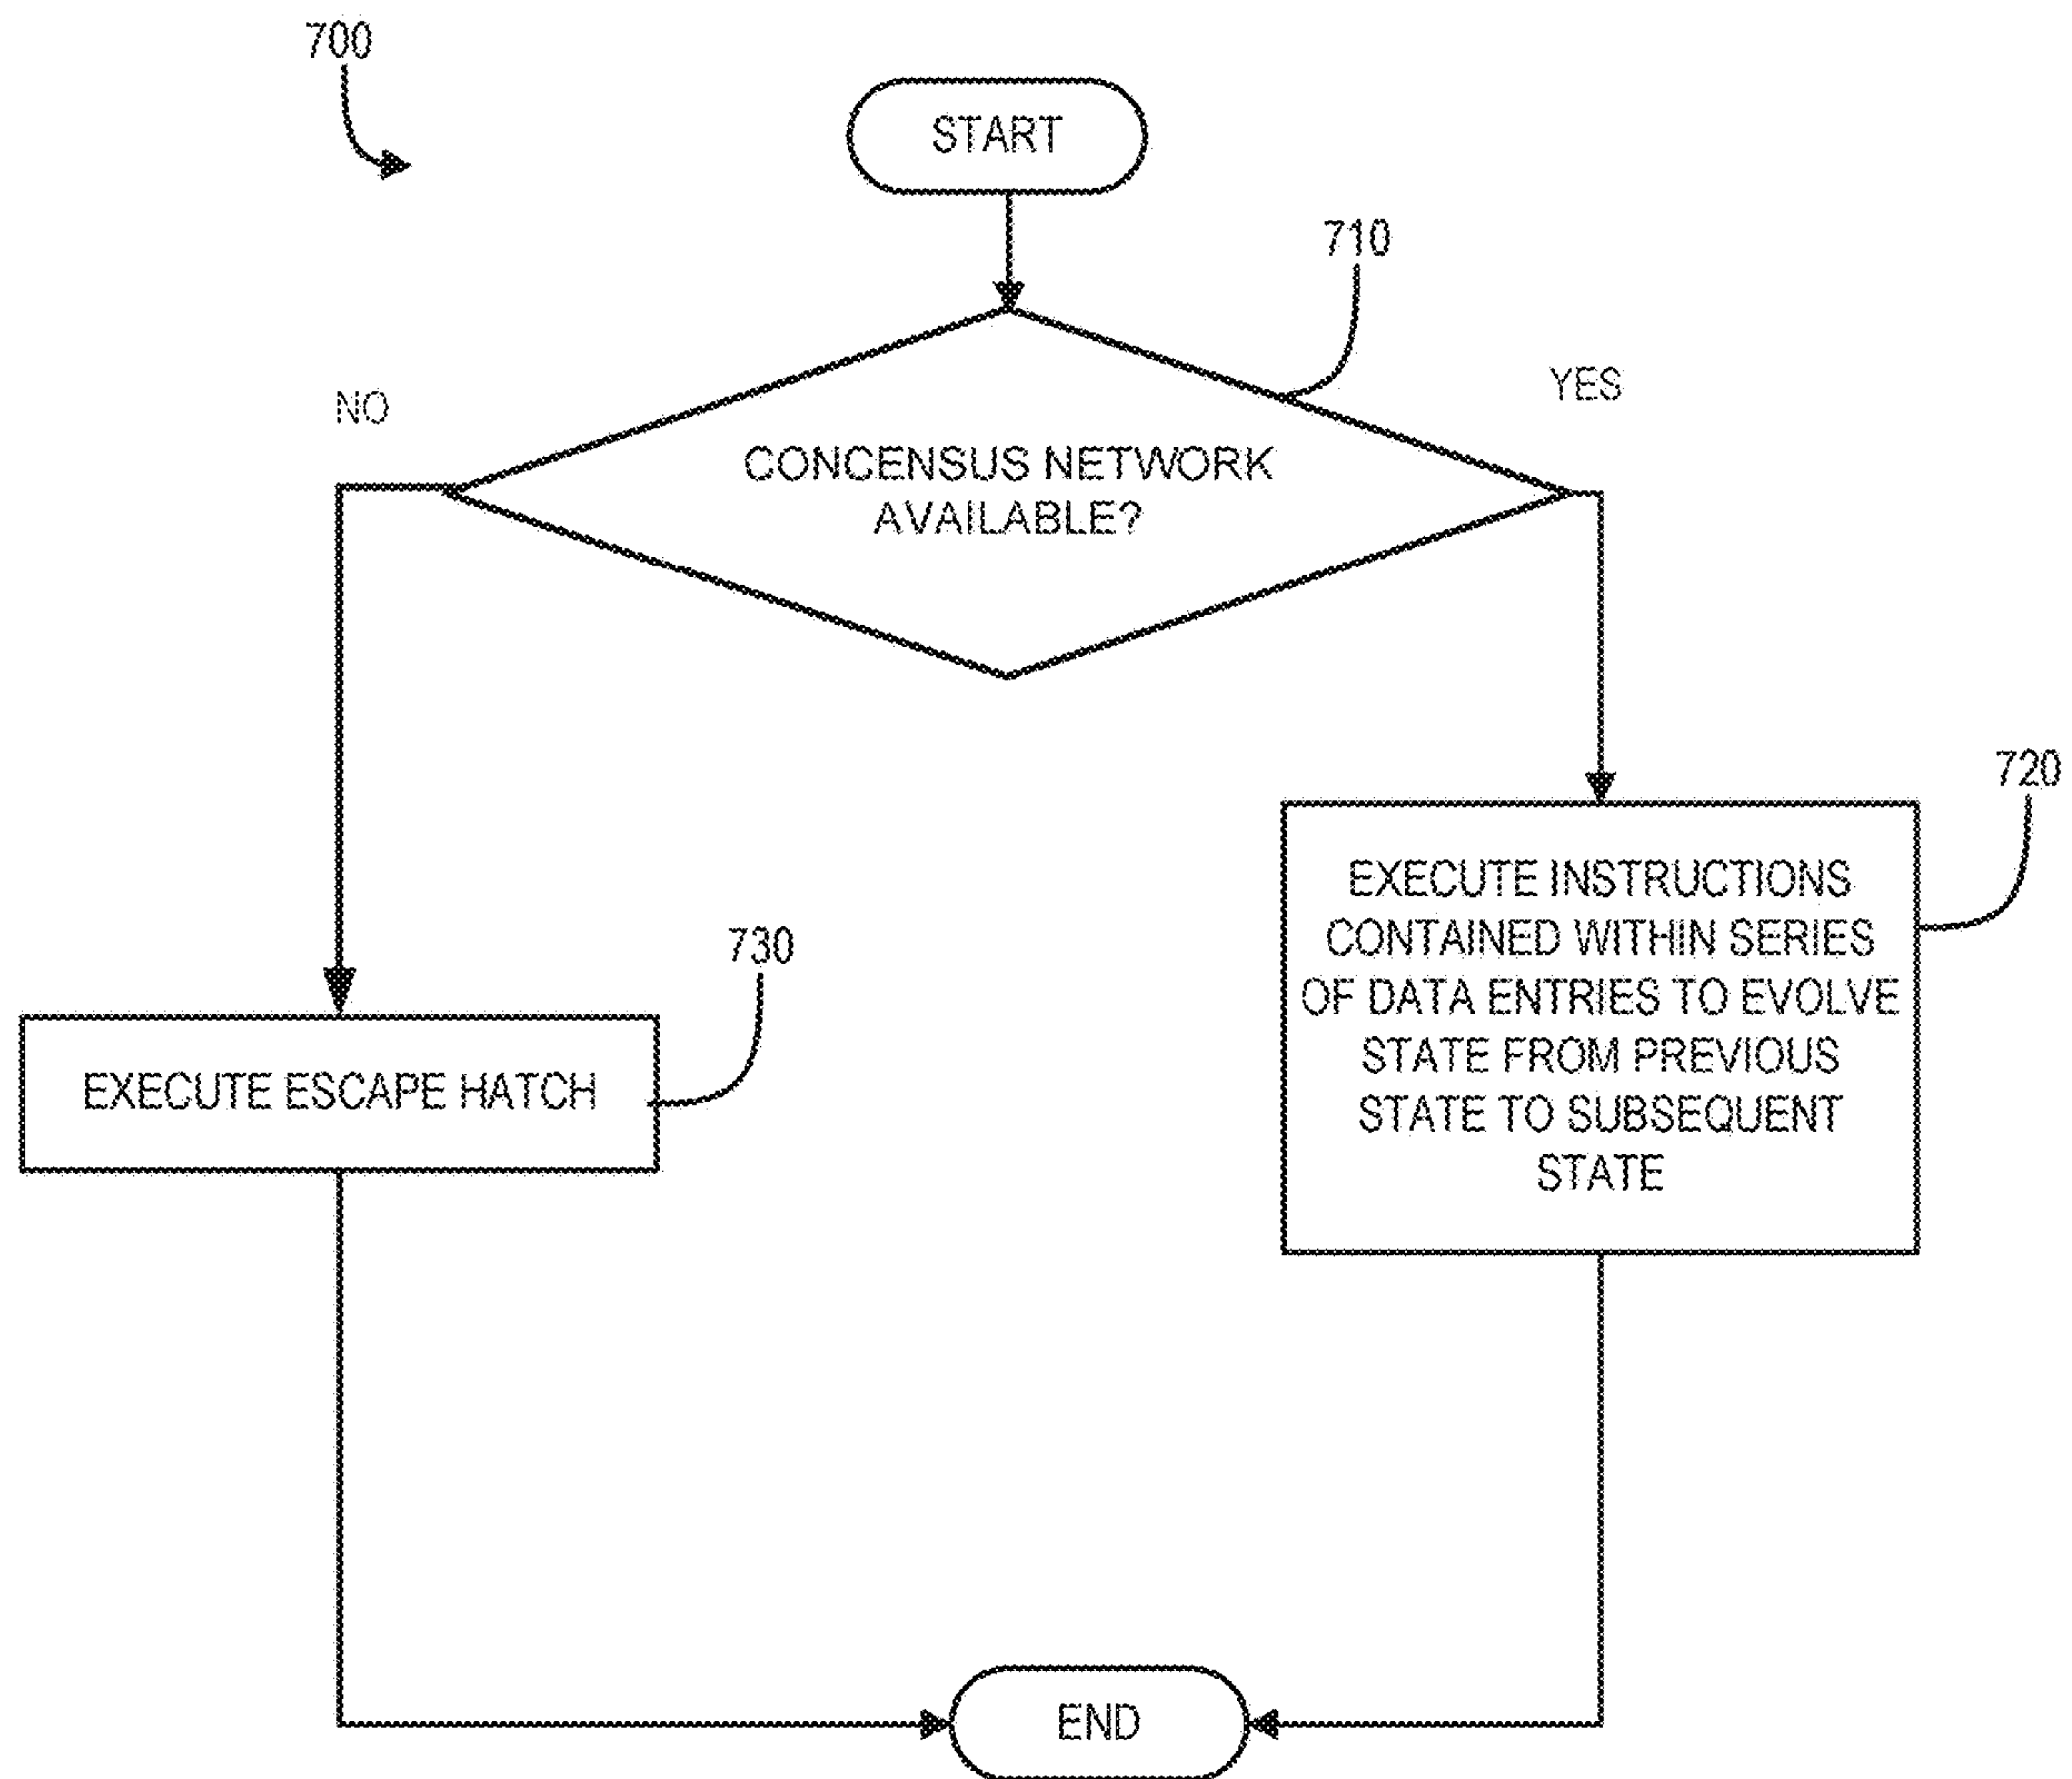 700
START
710
NO
YES
CONCENSUS NETWORK
AVAILABLE?
720
EXECUTE INSTRUCTIONS
CONTAINED WITHIN SERIES
OF DATA ENTRIES TO EVOLVE
STATE FROM PREVIOUS
STATE TO SUBSEQUENT
STATE
730
EXECUTE ESCAPE HATCH
END